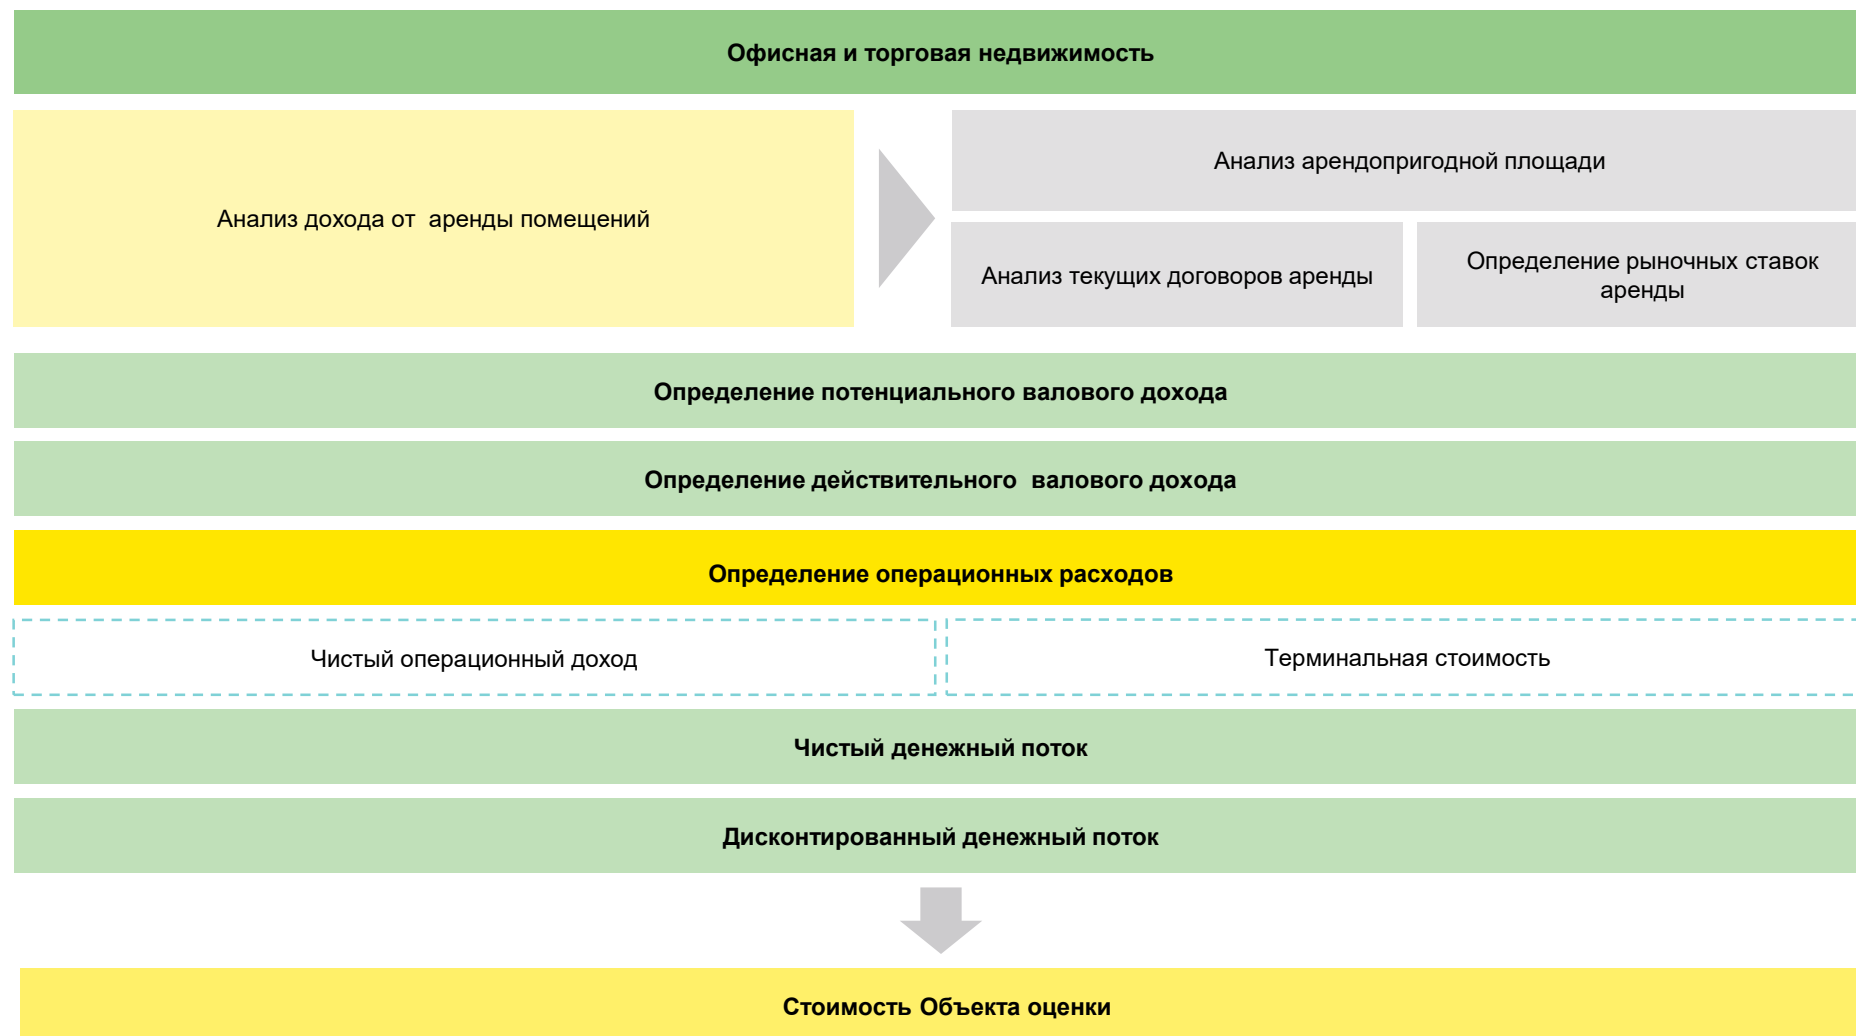 Офисная и торговая недвижимость
Анализ дохода от  аренды помещений
Анализ арендопригодной площади
Анализ текущих договоров аренды
Определение рыночных ставок
аренды
Определение потенциального валового дохода
Определение действительного  валового дохода
Определение операционных расходов
Чистый операционный доход
Терминальная стоимость
Чистый денежный поток
Дисконтированный денежный поток
Стоимость Объекта оценки